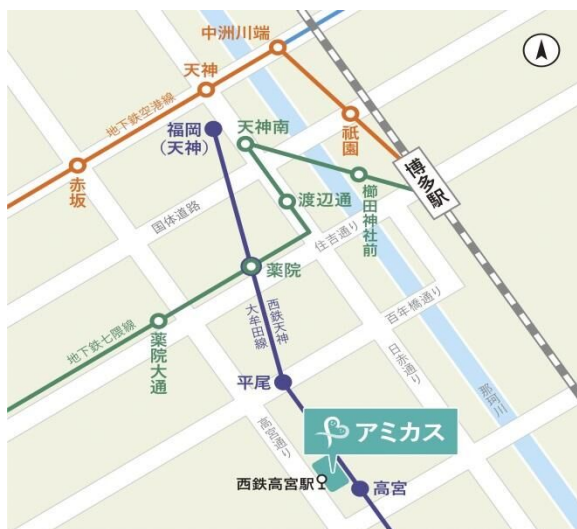 中洲川端
天神
地下鉄空港線
福岡
(天神)
天神南
祇園
赤坂
博多駅
国体道路
渡辺通
櫛田神社前
住吉通り
薬院
百年橋通り
西鉄天神
大牟田線
地下鉄七隈線
薬院大通
日赤通り
平尾
那珂川
高宮通り
アミカス
西鉄高宮駅
高宮